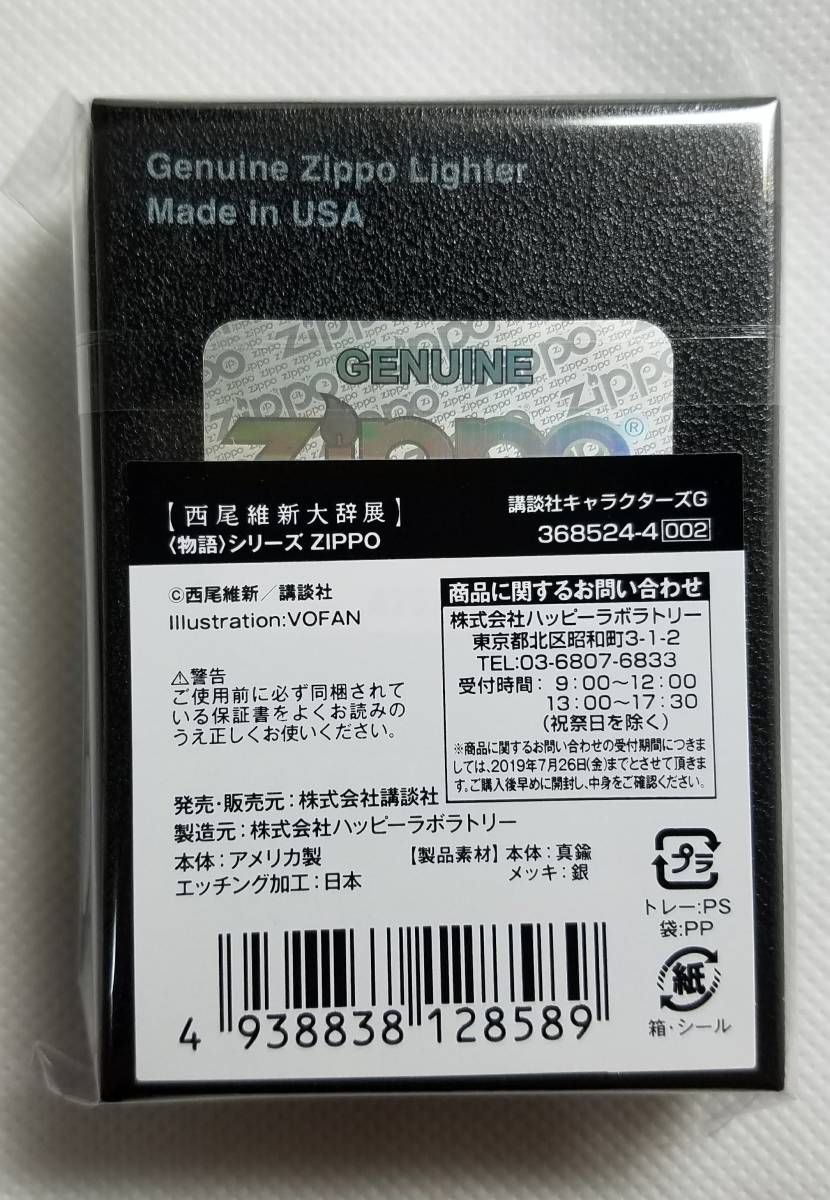 Genuine Zippo Lighter
Made in USA
GENUINE
Zippo®
【西尾維新大辞展】
〈物語〉シリーズ ZIPPO
講談社キャラクターズG
368524-4 002
©西尾維新／講談社
Illustration:VOFAN
⚠警告
ご使用前に必ず同梱されて
いる保証書をよくお読みの
うえ正しくお使いください。
商品に関するお問い合わせ
株式会社ハッピーラボラトリー
東京都北区昭和町3-1-2
TEL:03-6807-6833
受付時間：9:00～12:00
13:00～17:30
(祝祭日を除く)
※商品に関するお問い合わせの受付期間につきま
しては、2019年7月26日(金)までとさせて頂きま
す。ご購入後早めに開封し、中身をご確認ください。
発売・販売元：株式会社講談社
製造元：株式会社ハッピーラボラトリー
本体：アメリカ製
エッチング加工：日本
【製品素材】本体：真鍮
メッキ：銀
プラ
トレー:PS
袋:PP
紙
箱・シール
4 938838 128589